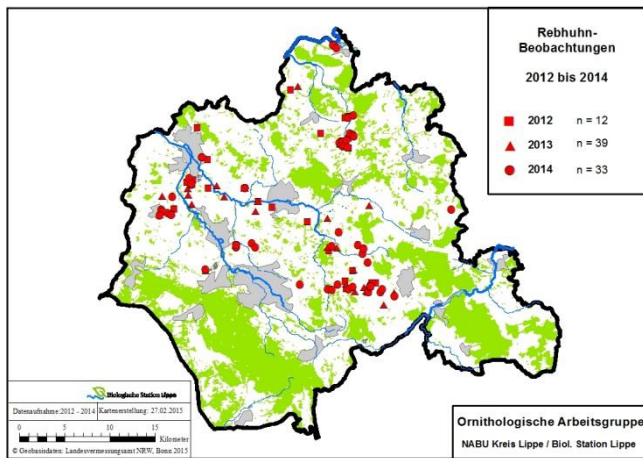 Rebhuhn-
Beobachtungen
2012 bis 2014
2012 n = 12
2013 n = 39
2014 n = 33
Biologische Station Lippe
Datenaufnahme:2012 - 2014 Kartenerstellung: 27.02.2015
0 5 10 15
Kilometer
© Geobasisdaten: Landesvermessungsamt NRW, Bonn 2015
Ornithologische Arbeitsgruppe
NABU Kreis Lippe / Biol. Station Lippe